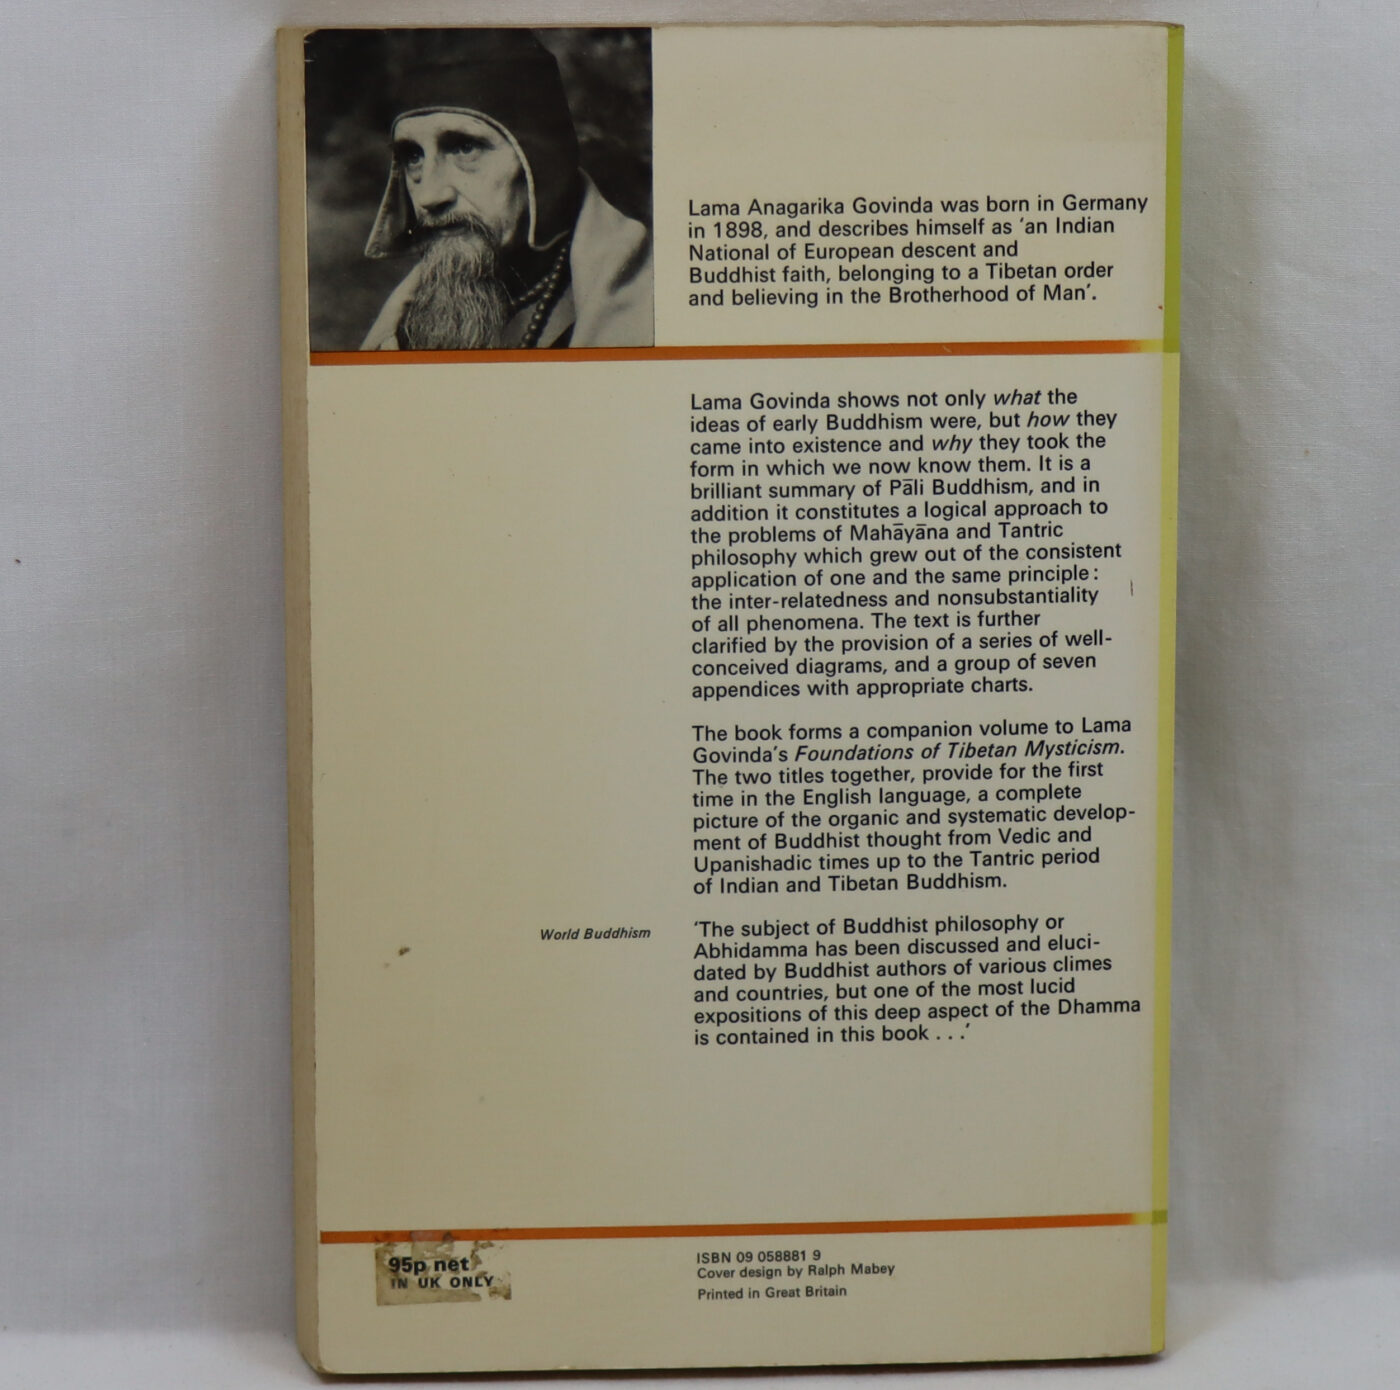 Lama Anagarika Govinda was born in Germany
in 1898, and describes himself as ‘an Indian
National of European descent and
Buddhist faith, belonging to a Tibetan order
and believing in the Brotherhood of Man’.
Lama Govinda shows not only what the
ideas of early Buddhism were, but how they
came into existence and why they took the
form in which we now know them. It is a
brilliant summary of Pāli Buddhism, and in
addition it constitutes a logical approach to
the problems of Mahāyāna and Tantric
philosophy which grew out of the consistent
application of one and the same principle:
the inter-relatedness and nonsubstantiality
of all phenomena. The text is further
clarified by the provision of a series of well-
conceived diagrams, and a group of seven
appendices with appropriate charts.
The book forms a companion volume to Lama
Govinda’s Foundations of Tibetan Mysticism.
The two titles together, provide for the first
time in the English language, a complete
picture of the organic and systematic develop-
ment of Buddhist thought from Vedic and
Upanishadic times up to the Tantric period
of Indian and Tibetan Buddhism.
World Buddhism
‘The subject of Buddhist philosophy or
Abhidamma has been discussed and eluci-
dated by Buddhist authors of various climes
and countries, but one of the most lucid
expositions of this deep aspect of the Dhamma
is contained in this book . . .’
95p net
IN UK ONLY
ISBN 09 058881 9
Cover design by Ralph Mabey
Printed in Great Britain